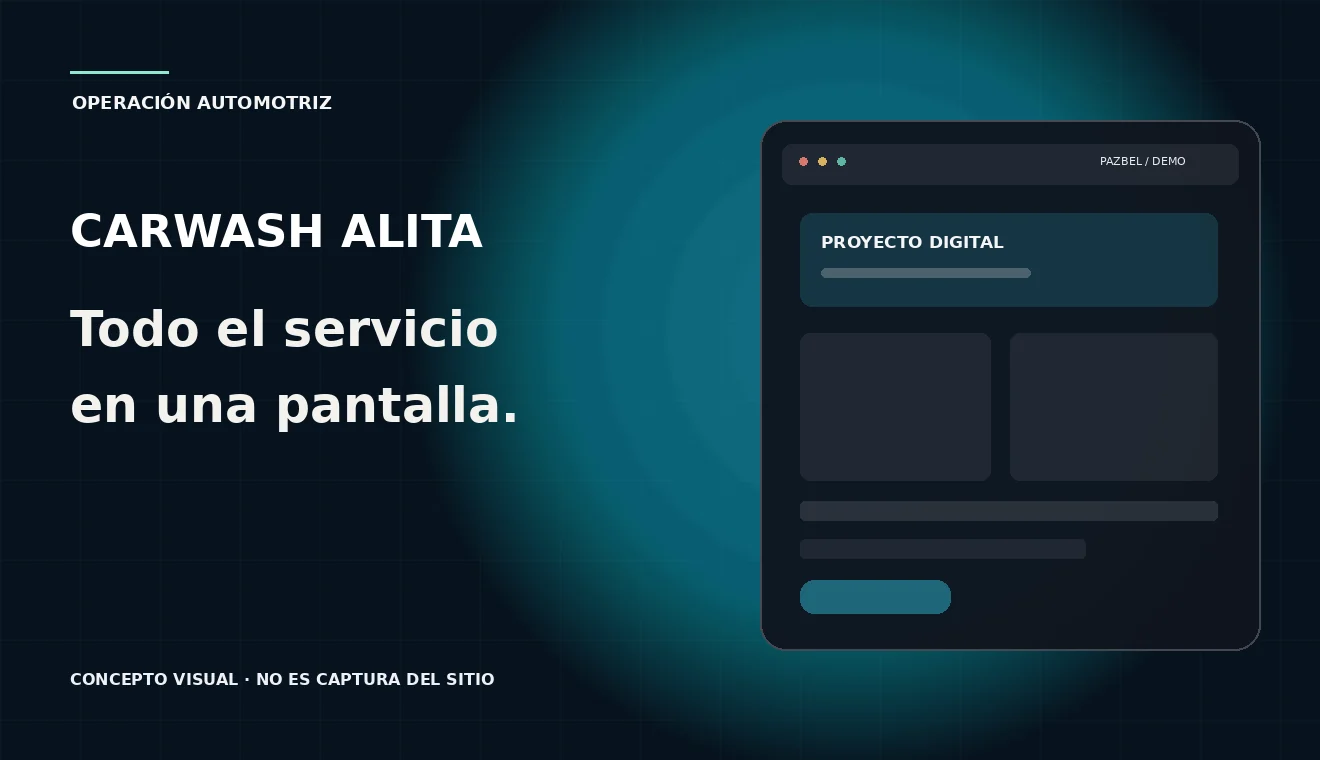 OPERACIÓN AUTOMOTRIZ
CARWASH ALITA
Todo el servicio
en una pantalla.
CONCEPTO VISUAL · NO ES CAPTURA DEL SITIO
PAZBEL / DEMO
PROYECTO DIGITAL